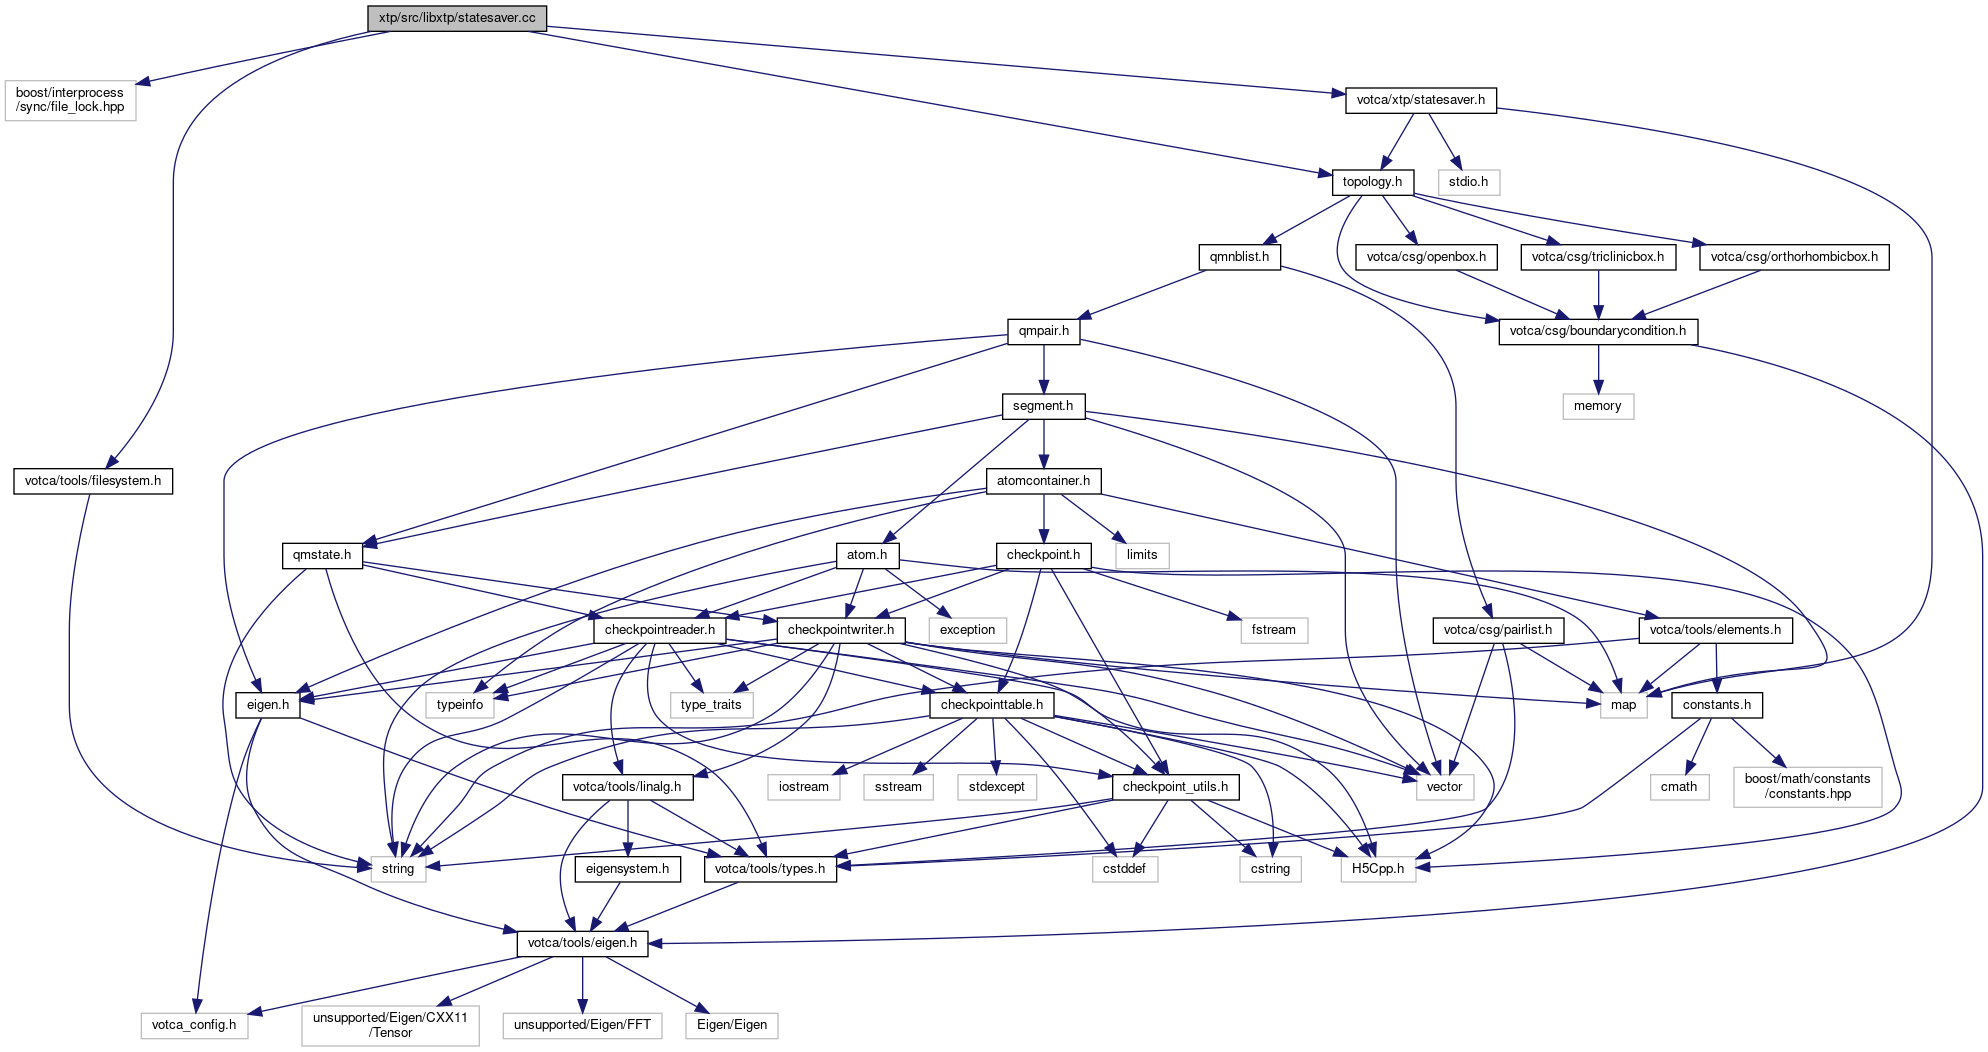 xtp/src/libxtp/statesaver.cc
boost/interprocess
/sync/file_lock.hpp
votca/xtp/statesaver.h
topology.h
stdio.h
qmnblist.h
votca/csg/openbox.h
votca/csg/triclinicbox.h
votca/csg/orthorhombicbox.h
qmpair.h
votca/csg/boundarycondition.h
segment.h
memory
votca/tools/filesystem.h
atomcontainer.h
qmstate.h
atom.h
checkpoint.h
limits
checkpointreader.h
checkpointwriter.h
exception
fstream
votca/csg/pairlist.h
votca/tools/elements.h
eigen.h
typeinfo
type_traits
checkpointtable.h
map
constants.h
votca/tools/linalg.h
iostream
sstream
stdexcept
checkpoint_utils.h
vector
cmath
boost/math/constants
/constants.hpp
string
eigensystem.h
votca/tools/types.h
cstddef
cstring
H5Cpp.h
votca/tools/eigen.h
votca_config.h
unsupported/Eigen/CXX11
/Tensor
unsupported/Eigen/FFT
Eigen/Eigen